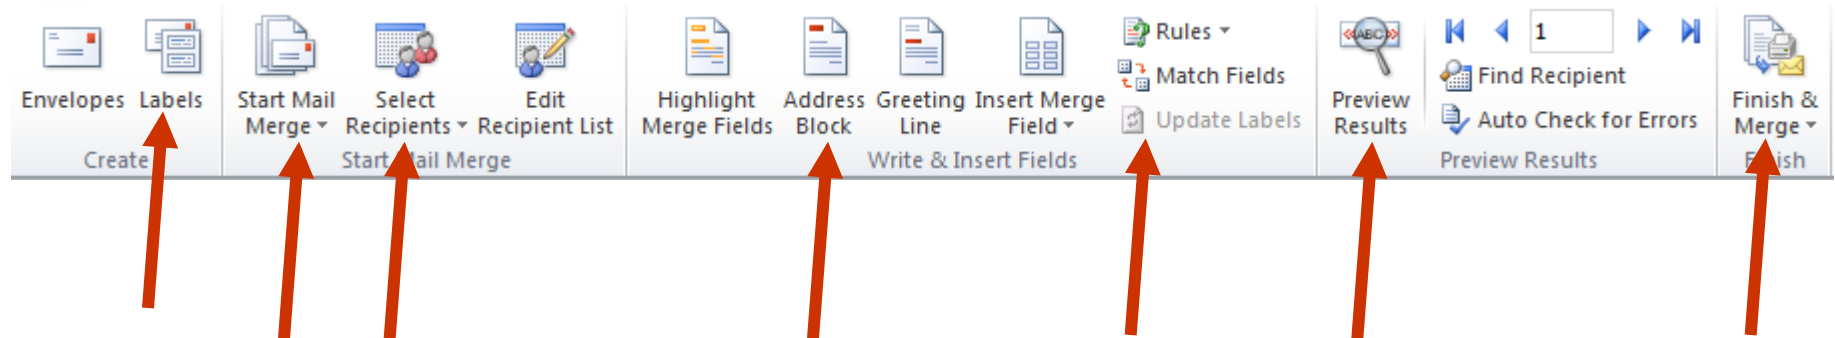 Envelopes
Labels
Create
Start Mail
Merge
Select
Recipients
Edit
Recipient List
Start Mail Merge
Highlight
Merge Fields
Address
Block
Greeting
Line
Insert Merge
Field
Rules
Match Fields
Update Labels
Write & Insert Fields
«ABC»
Preview
Results
1
Find Recipient
Auto Check for Errors
Preview Results
Finish &
Merge
Finish